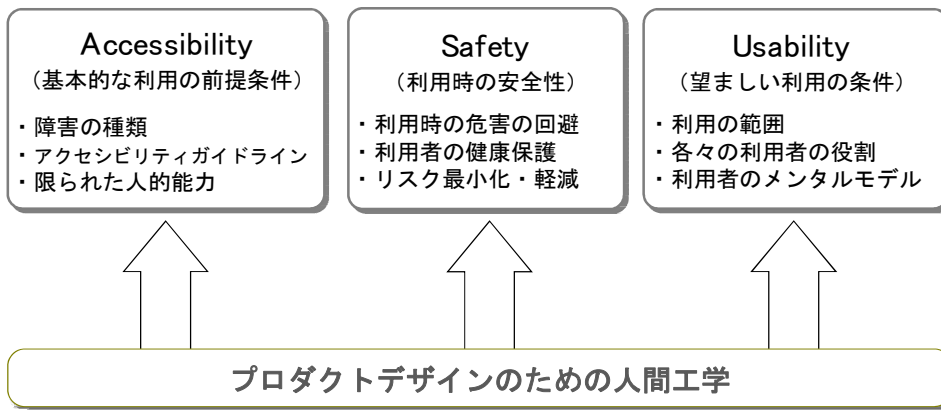 Accessibility
（基本的な利用の前提条件）
・障害の種類
・アクセシビリティガイドライン
・限られた人的能力
Safety
（利用時の安全性）
・利用時の危害の回避
・利用者の健康保護
・リスク最小化・軽減
Usability
（望ましい利用の条件）
・利用の範囲
・各々の利用者の役割
・利用者のメンタルモデル
プロダクトデザインのための人間工学